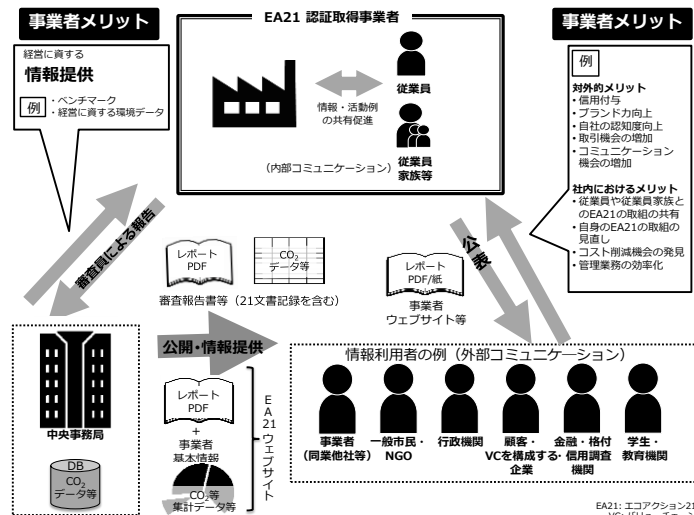 事業者メリット
経営に資する
情報提供
例
・ベンチマーク
・経営に資する環境データ
EA21 認証取得事業者
従業員
情報・活動例
の共有促進
(内部コミュニケーション)
従業員
家族等
事業者メリット
例
対外的メリット
・信用付与
・ブランド力向上
・自社の認知度向上
・取引機会の増加
・コミュニケーション
機会の増加
社内におけるメリット
・従業員や従業員家族と
のEA21の取組の共有
・自身のEA21の取組の
見直し
・コスト削減機会の発見
・管理業務の効率化
審査員による報告
レポート
PDF
CO2
データ等
審査報告書等（21文書記録を含む）
公表
レポート
PDF/紙
事業者
ウェブサイト等
中央事務局
DB
CO2
データ等
公開・情報提供
レポート
PDF
+
事業者
基本情報
CO2等
集計データ等
EA21ウェブサイト
情報利用者の例（外部コミュニケーション）
事業者
（同業他社等）
一般市民・
NGO
行政機関
顧客・
VCを構成する
企業
金融・格付
・信用調査
機関
学生・
教育機関
EA21: エコアクション21